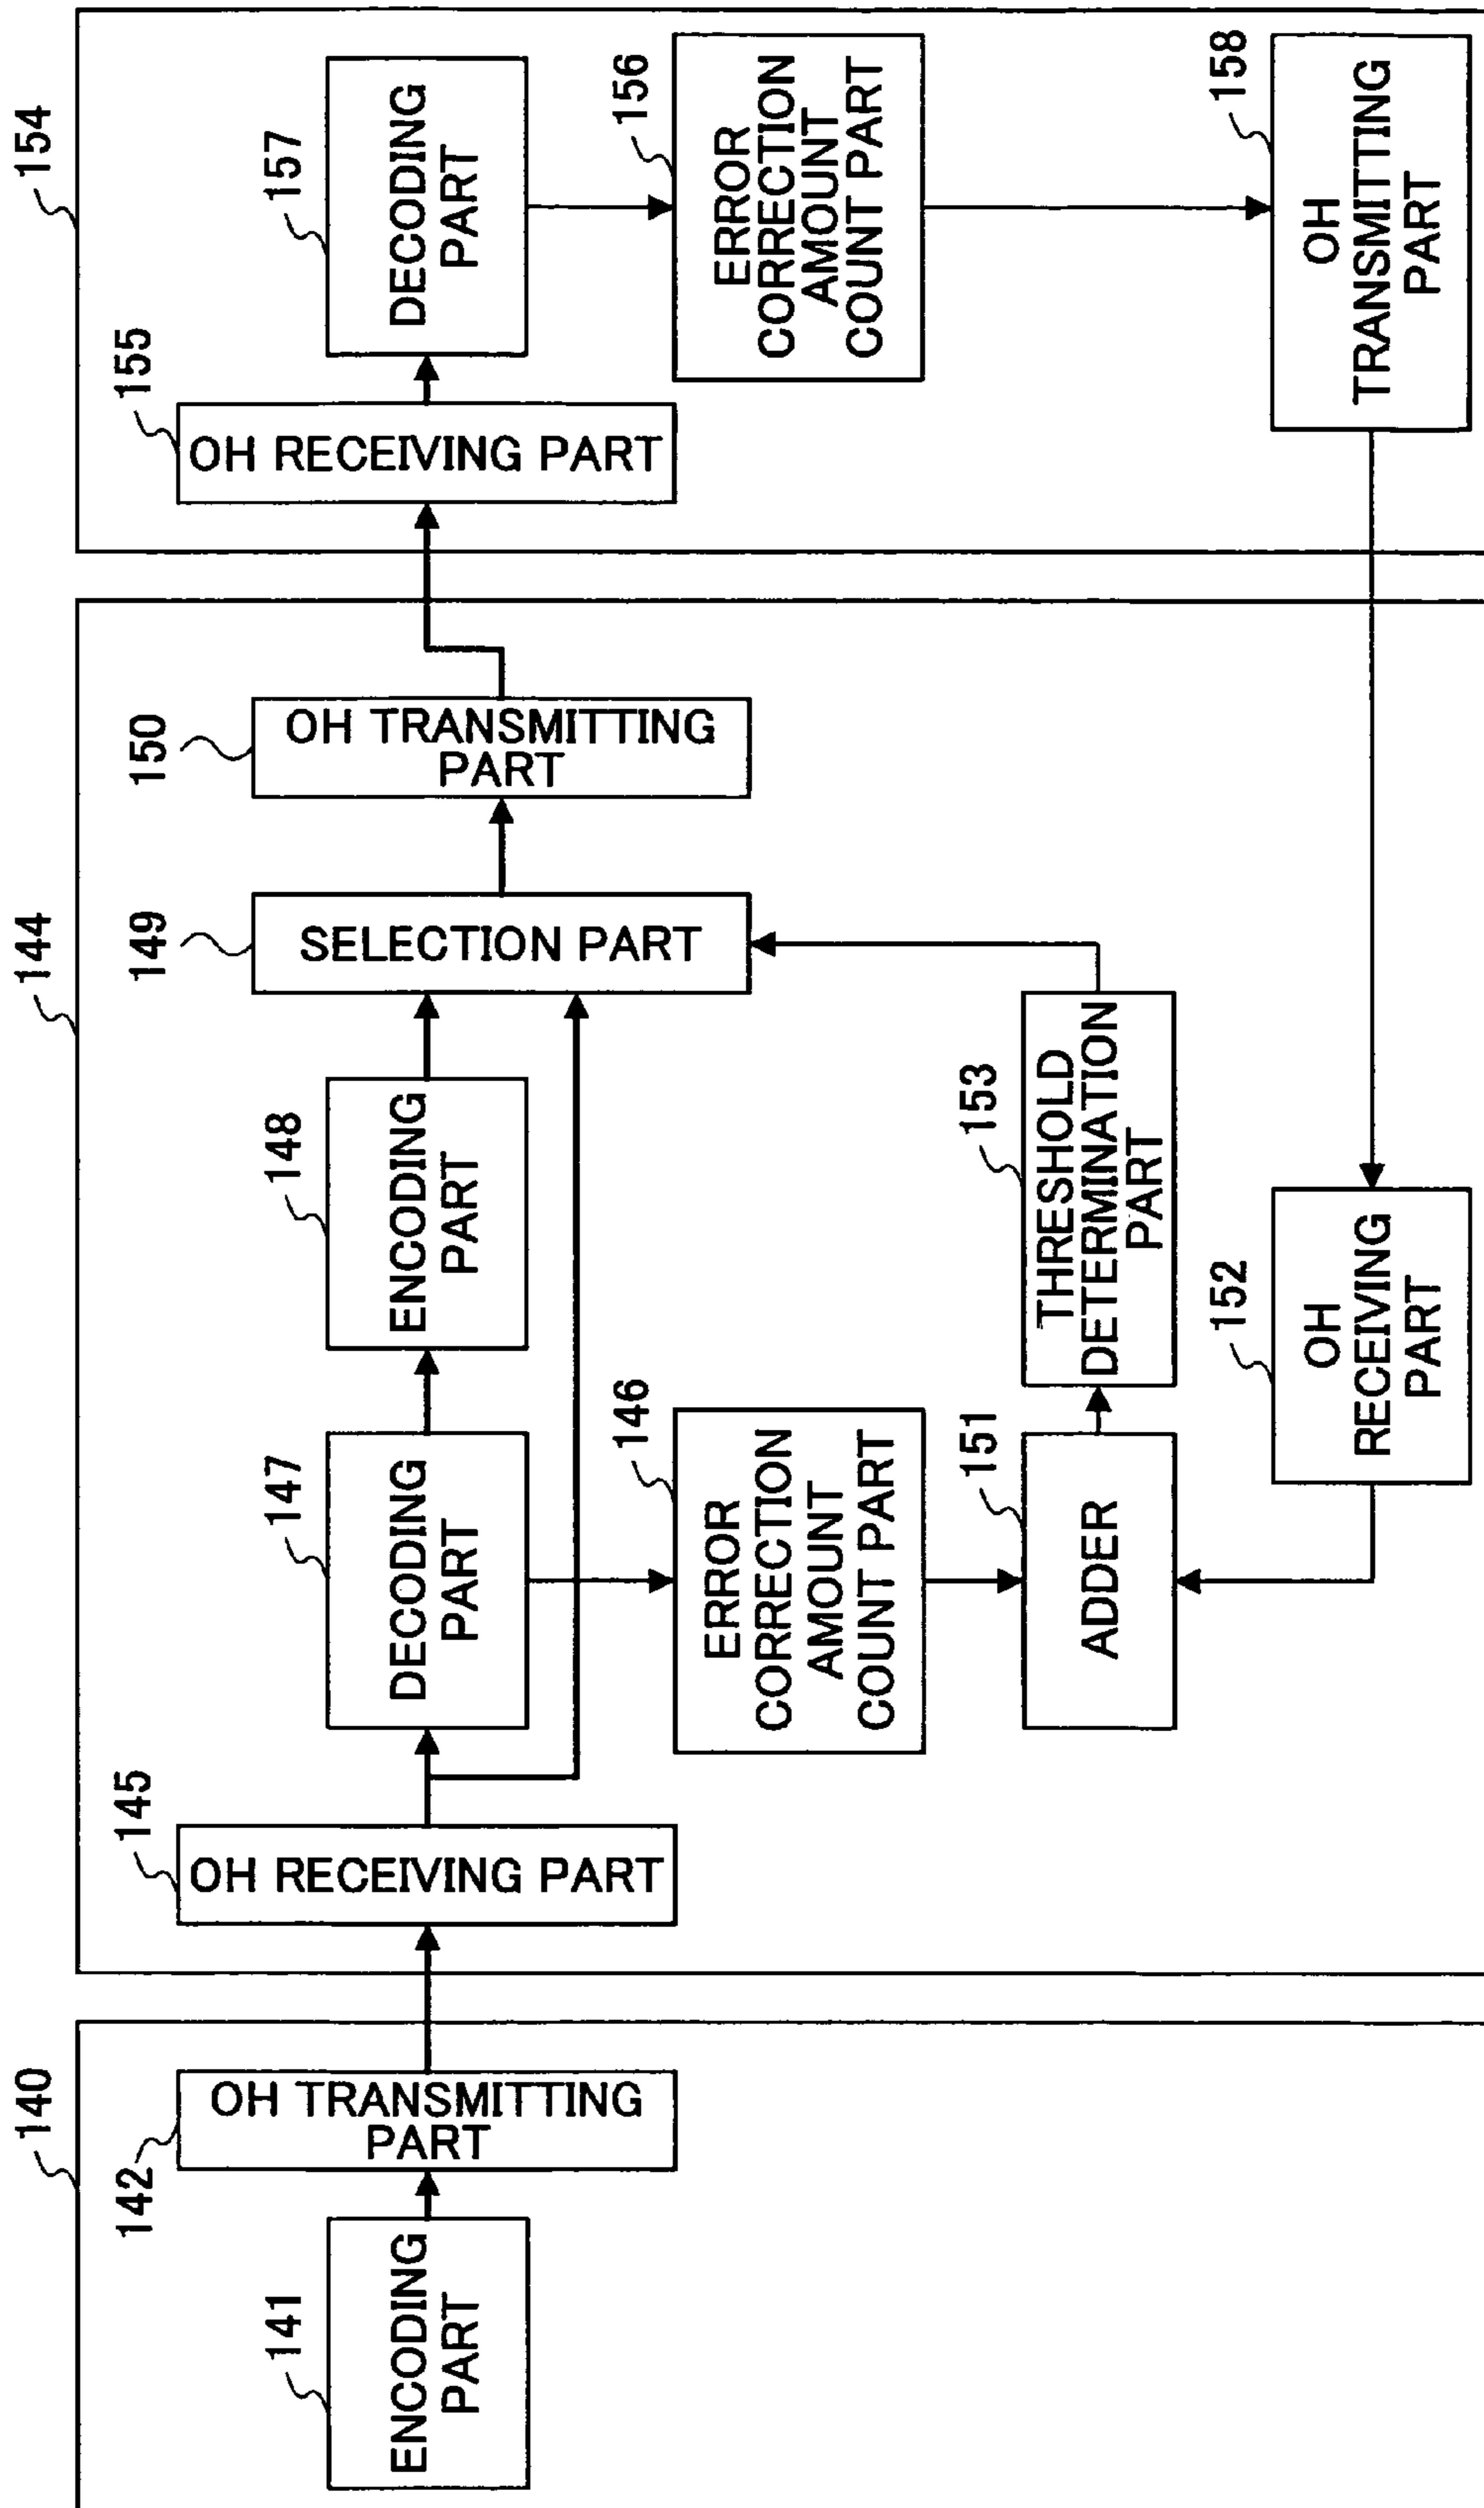 140
141
ENCODING
PART
142
OH TRANSMITTING
PART
144
145
OH RECEIVING PART
147
DECODING
PART
148
ENCODING
PART
149
SELECTION PART
150
OH TRANSMITTING
PART
146
ERROR
CORRECTION
AMOUNT
COUNT PART
151
ADDER
153
THRESHOLD
DETERMINATION
PART
152
OH
RECEIVING
PART
154
155
OH RECEIVING PART
157
DECODING
PART
156
ERROR
CORRECTION
AMOUNT
COUNT PART
158
OH
TRANSMITTING
PART